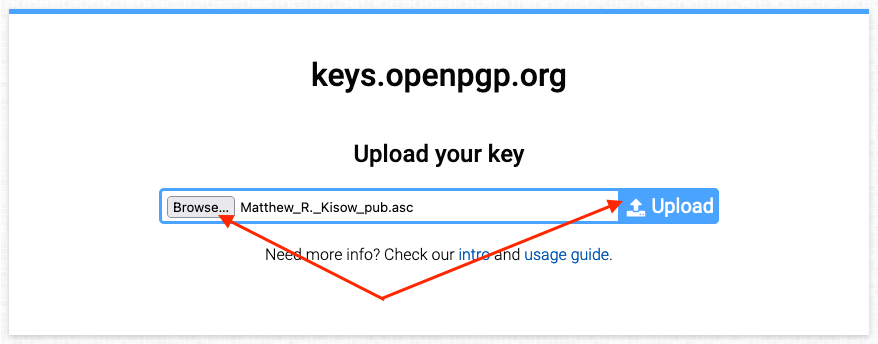 keys.openpgp.org
Upload your key
Browse... Matthew_R._Kisow_pub.asc Upload
Need more info? Check our intro and usage guide.